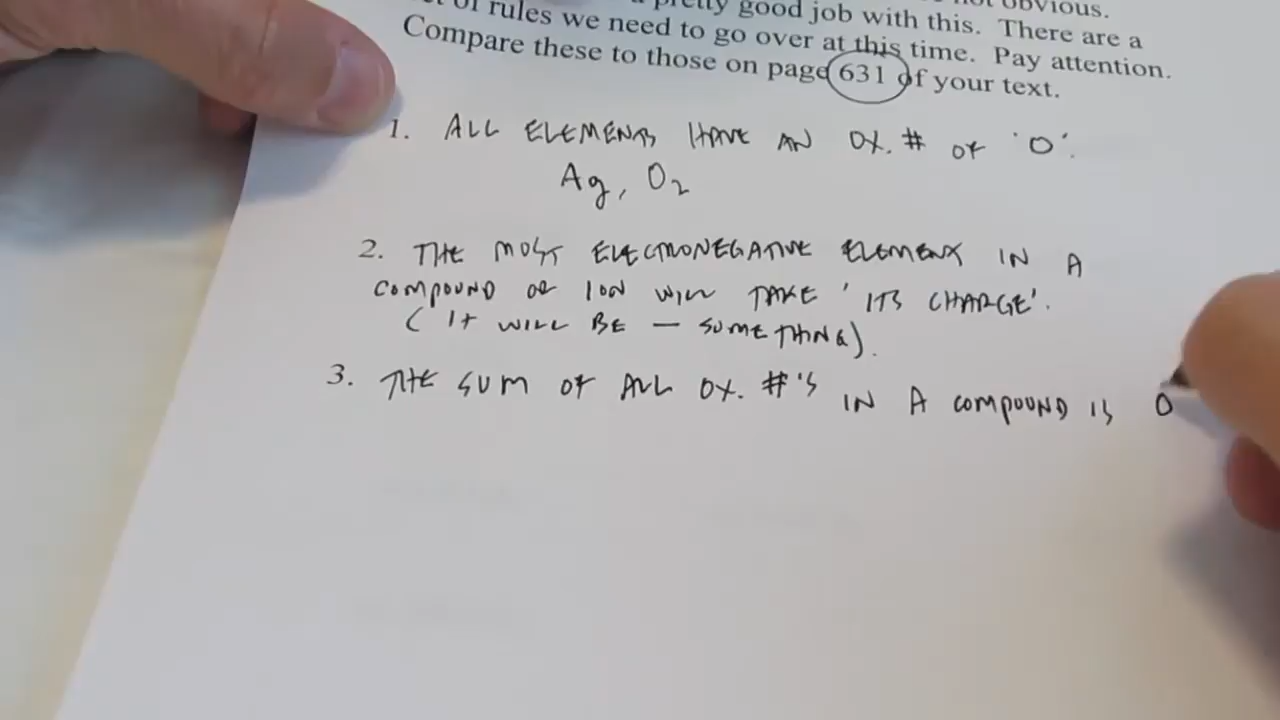 pretty good job with this. There are a
of rules we need to go over at this time. Pay attention.
Compare these to those on page 631 of your text.
1. ALL ELEMENTS HAVE AN OX. # OF '0'.
Ag, O2
2. THE MOST ELECTRONEGATIVE ELEMENT IN A
COMPOUND OR ION WILL TAKE 'ITS CHARGE'.
( IT WILL BE — SOMETHING).
3. THE SUM OF ALL OX. #'S IN A COMPOUND IS 0